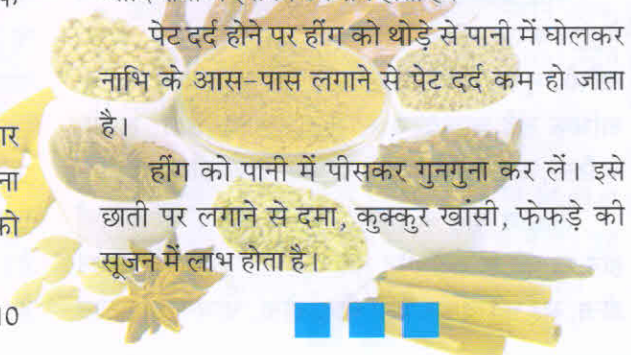 पेट दर्द होने पर हींग को थोड़े से पानी में घोलकर
नाभि के आस-पास लगाने से पेट दर्द कम हो जाता
है।
हींग को पानी में पीसकर गुनगुना कर लें। इसे
छाती पर लगाने से दमा, कुक्कुर खांसी, फेफड़े की
सूजन में लाभ होता है।